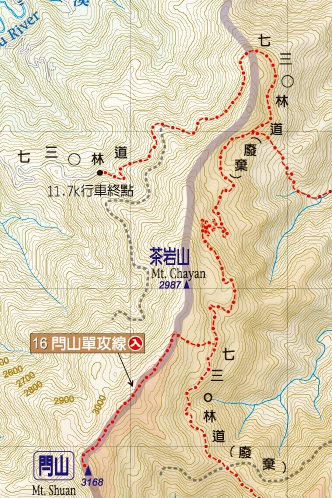 溪
u River
七三○林道
(廢棄)
七三○林道
11.7k行車終點
茶岩山
Mt. Chayan
2987
16 閂山單攻線 入
七三○林道(廢棄)
2600
2700
2800
2900
3000
閂山
3168
Mt. Shuan